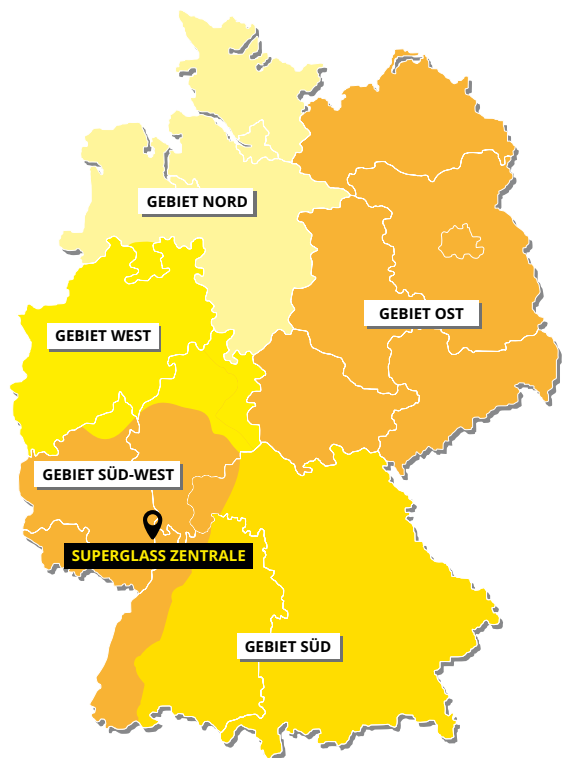 GEBIET NORD
GEBIET OST
GEBIET WEST
GEBIET SÜD-WEST
SUPERGLASS ZENTRALE
GEBIET SÜD